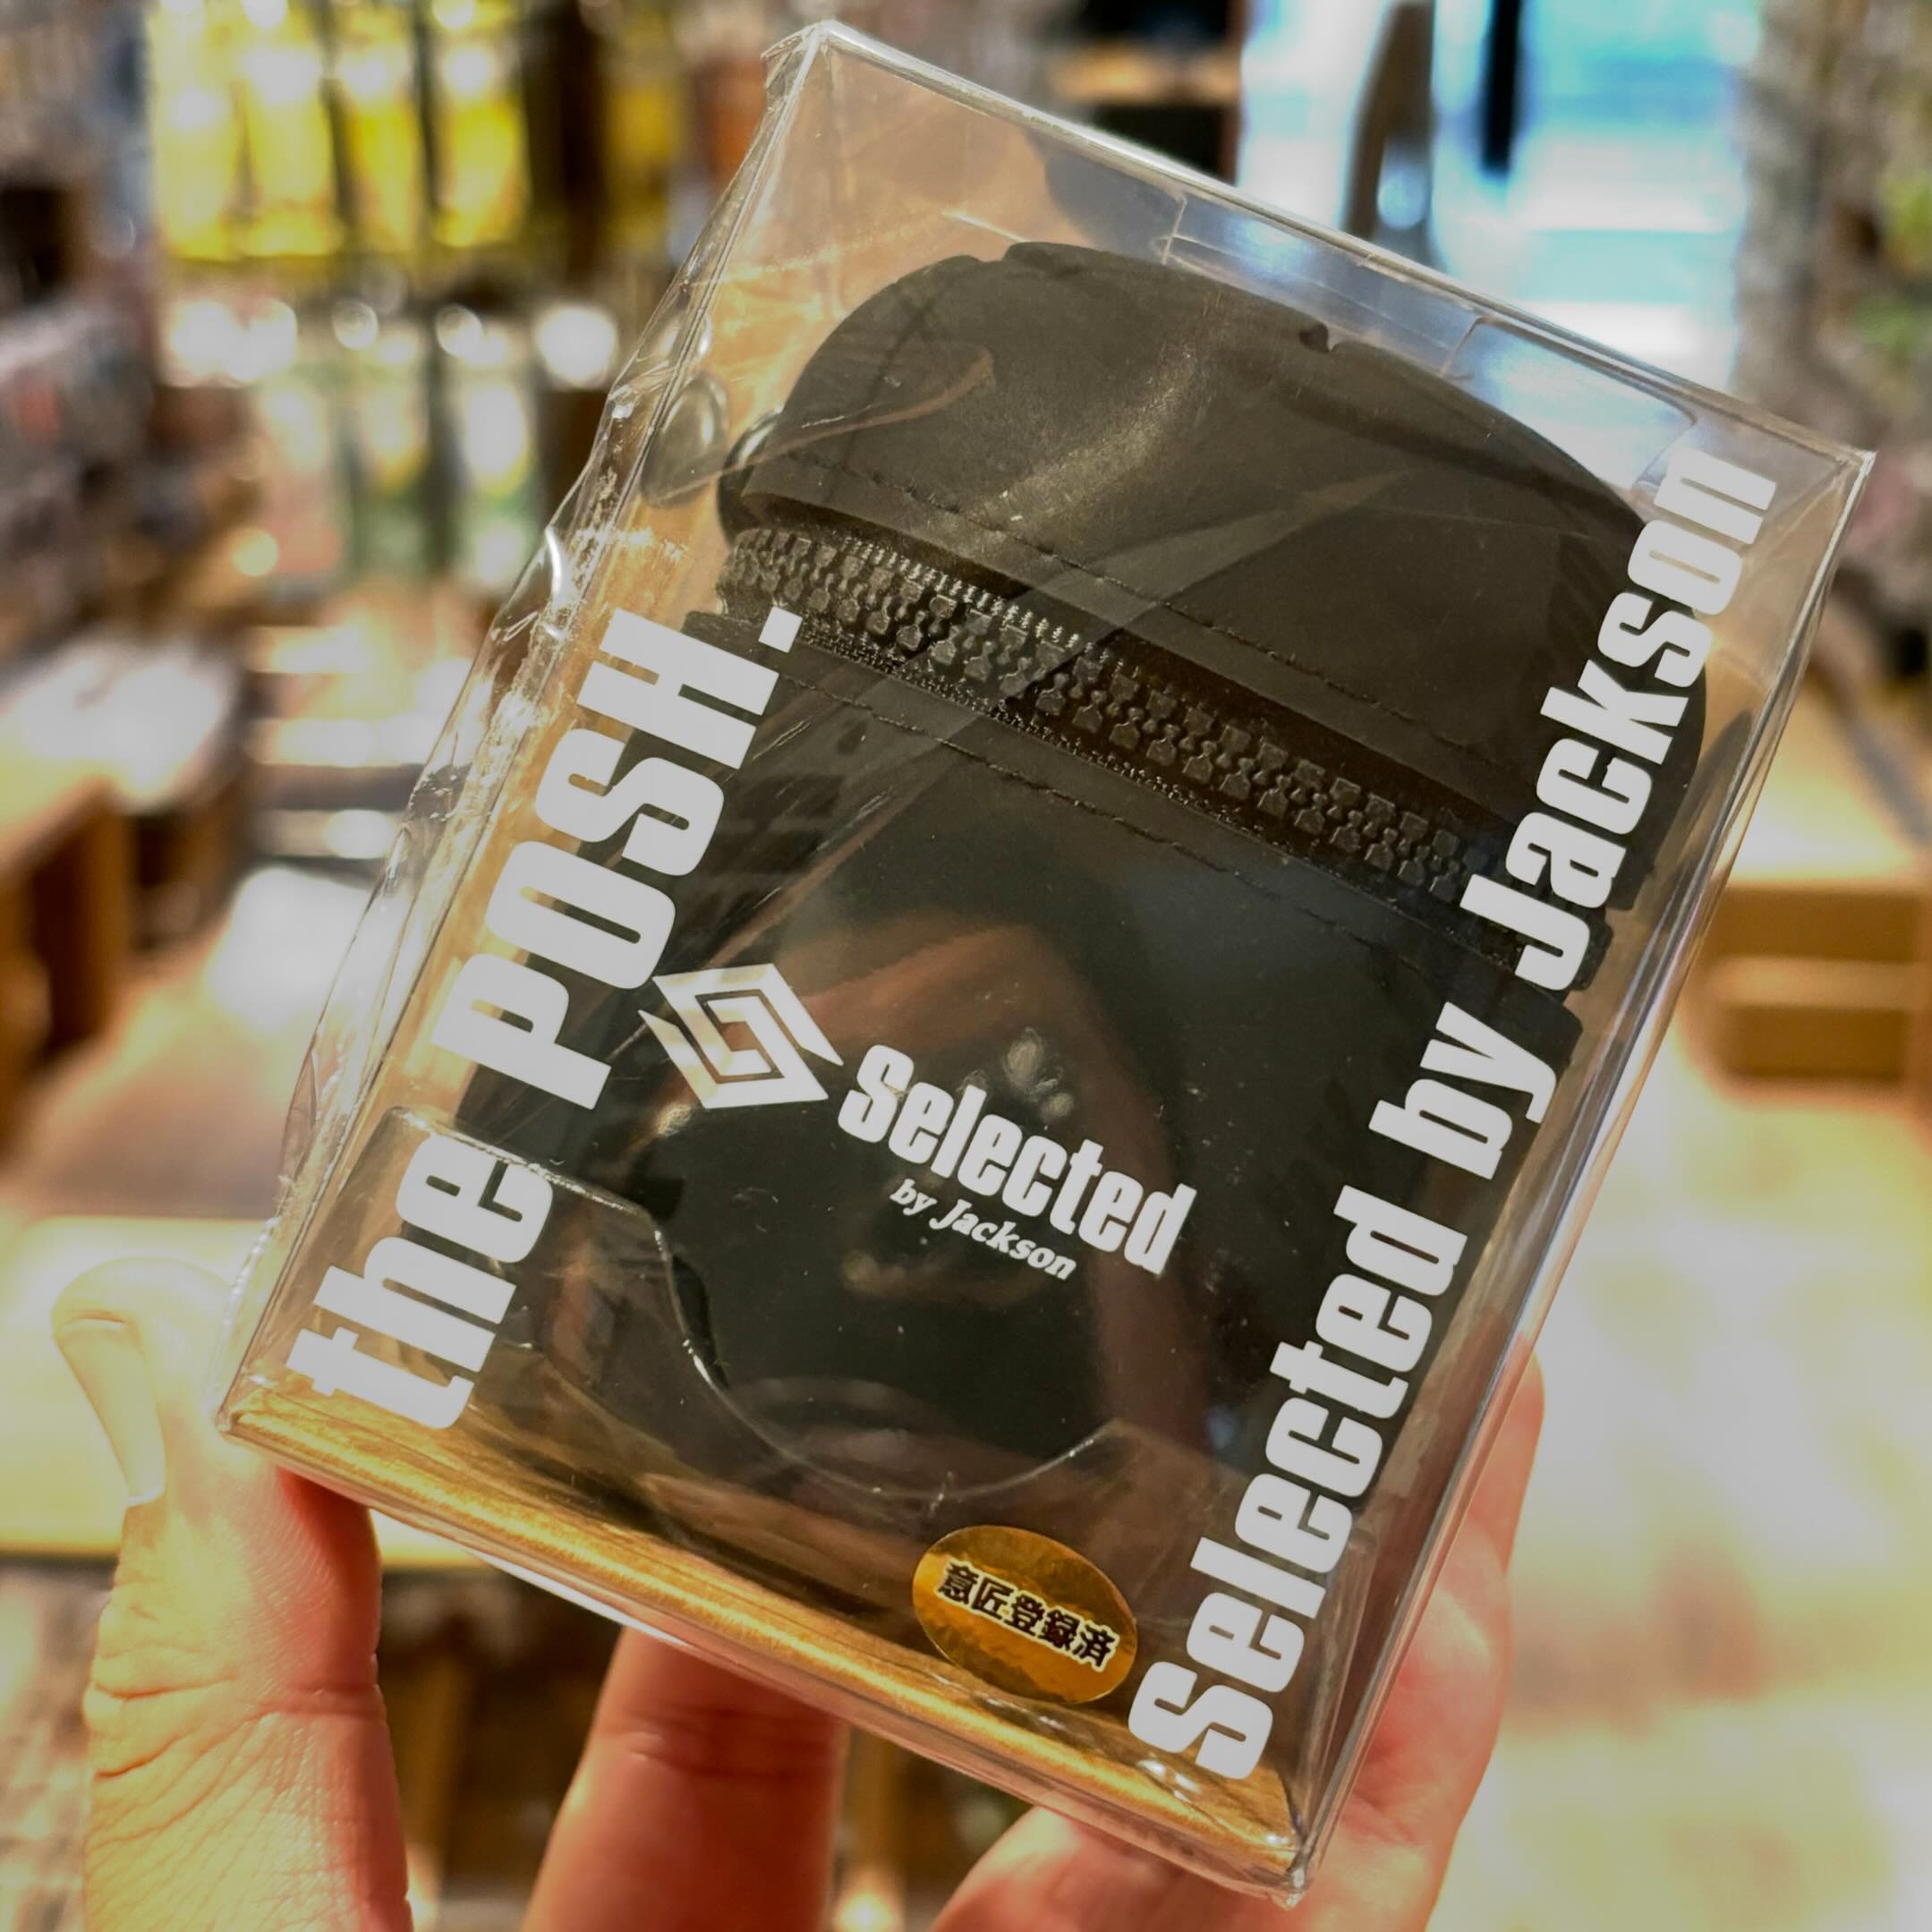 the POSH.
Selected
by Jackson
Selected by Jackson
意匠登録済